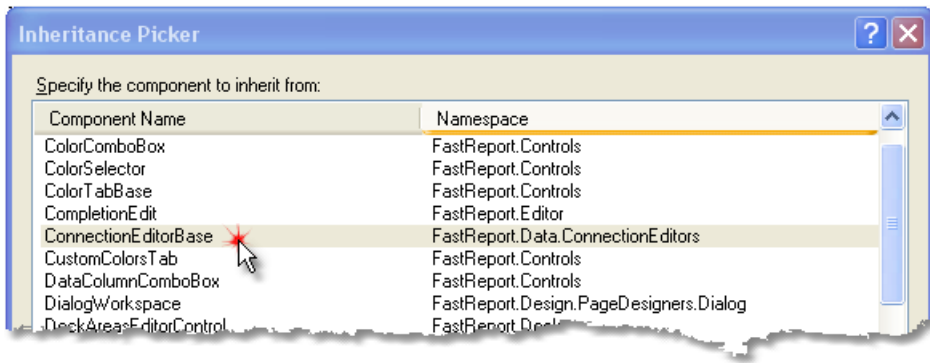 Inheritance Picker
Specify the component to inherit from:
Component Name Namespace
ColorComboBox FastReport.Controls
ColorSelector FastReport.Controls
ColorTabBase FastReport.Controls
CompletionEdit FastReport.Editor
ConnectionEditorBase FastReport.Data.ConnectionEditors
CustomColorsTab FastReport.Controls
DataColumnComboBox FastReport.Controls
DialogWorkspace FastReport.Design.PageDesigners.Dialog
DeckAreasEditorControl